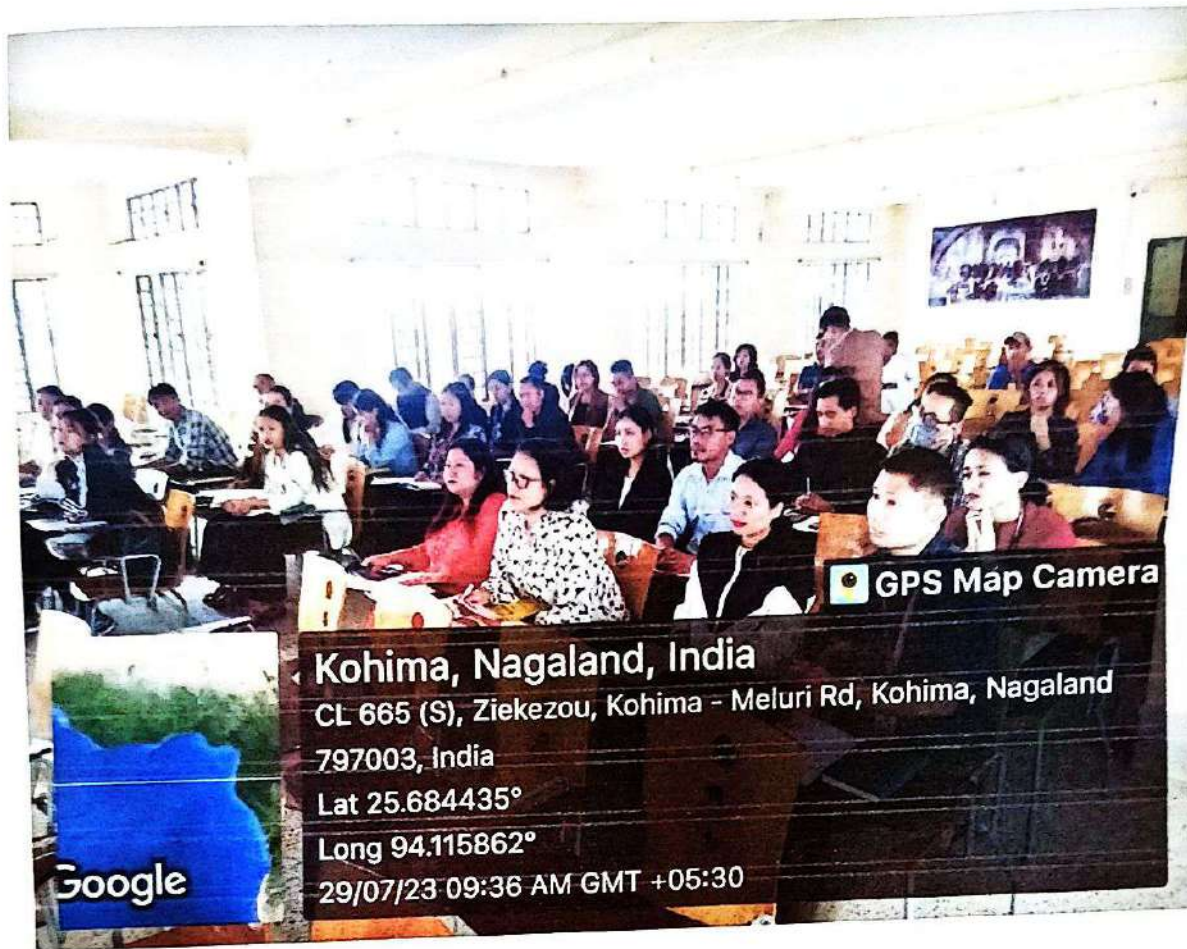 GPS Map Camera
Kohima, Nagaland, India
CL 665 (S), Ziekezou, Kohima - Meluri Rd, Kohima, Nagaland
797003, India
Lat 25.684435°
Long 94.115862°
29/07/23 09:36 AM GMT +05:30
Google